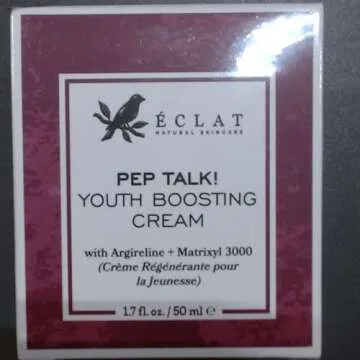 ÉCLAT
NATURAL SKINCARE
PEP TALK!
YOUTH BOOSTING
CREAM
with Argireline + Matrixyl 3000
(Crème Régénérante pour
la Jeunesse)
1.7 fl. oz. / 50 ml ℮